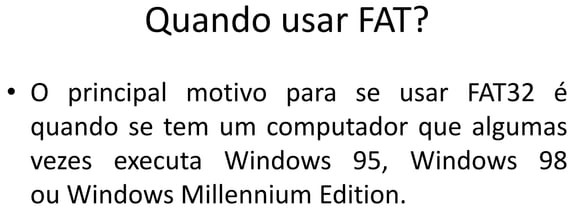 Quando usar FAT?
• O principal motivo para se usar FAT32 é
quando se tem um computador que algumas
vezes executa Windows 95, Windows 98
ou Windows Millennium Edition.